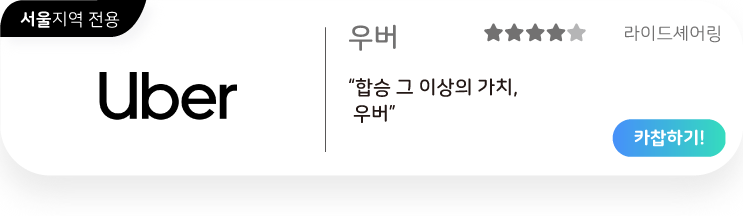 서울지역 전용
Uber
우버
라이드셰어링
“합승 그 이상의 가치,
우버”
카찹하기!